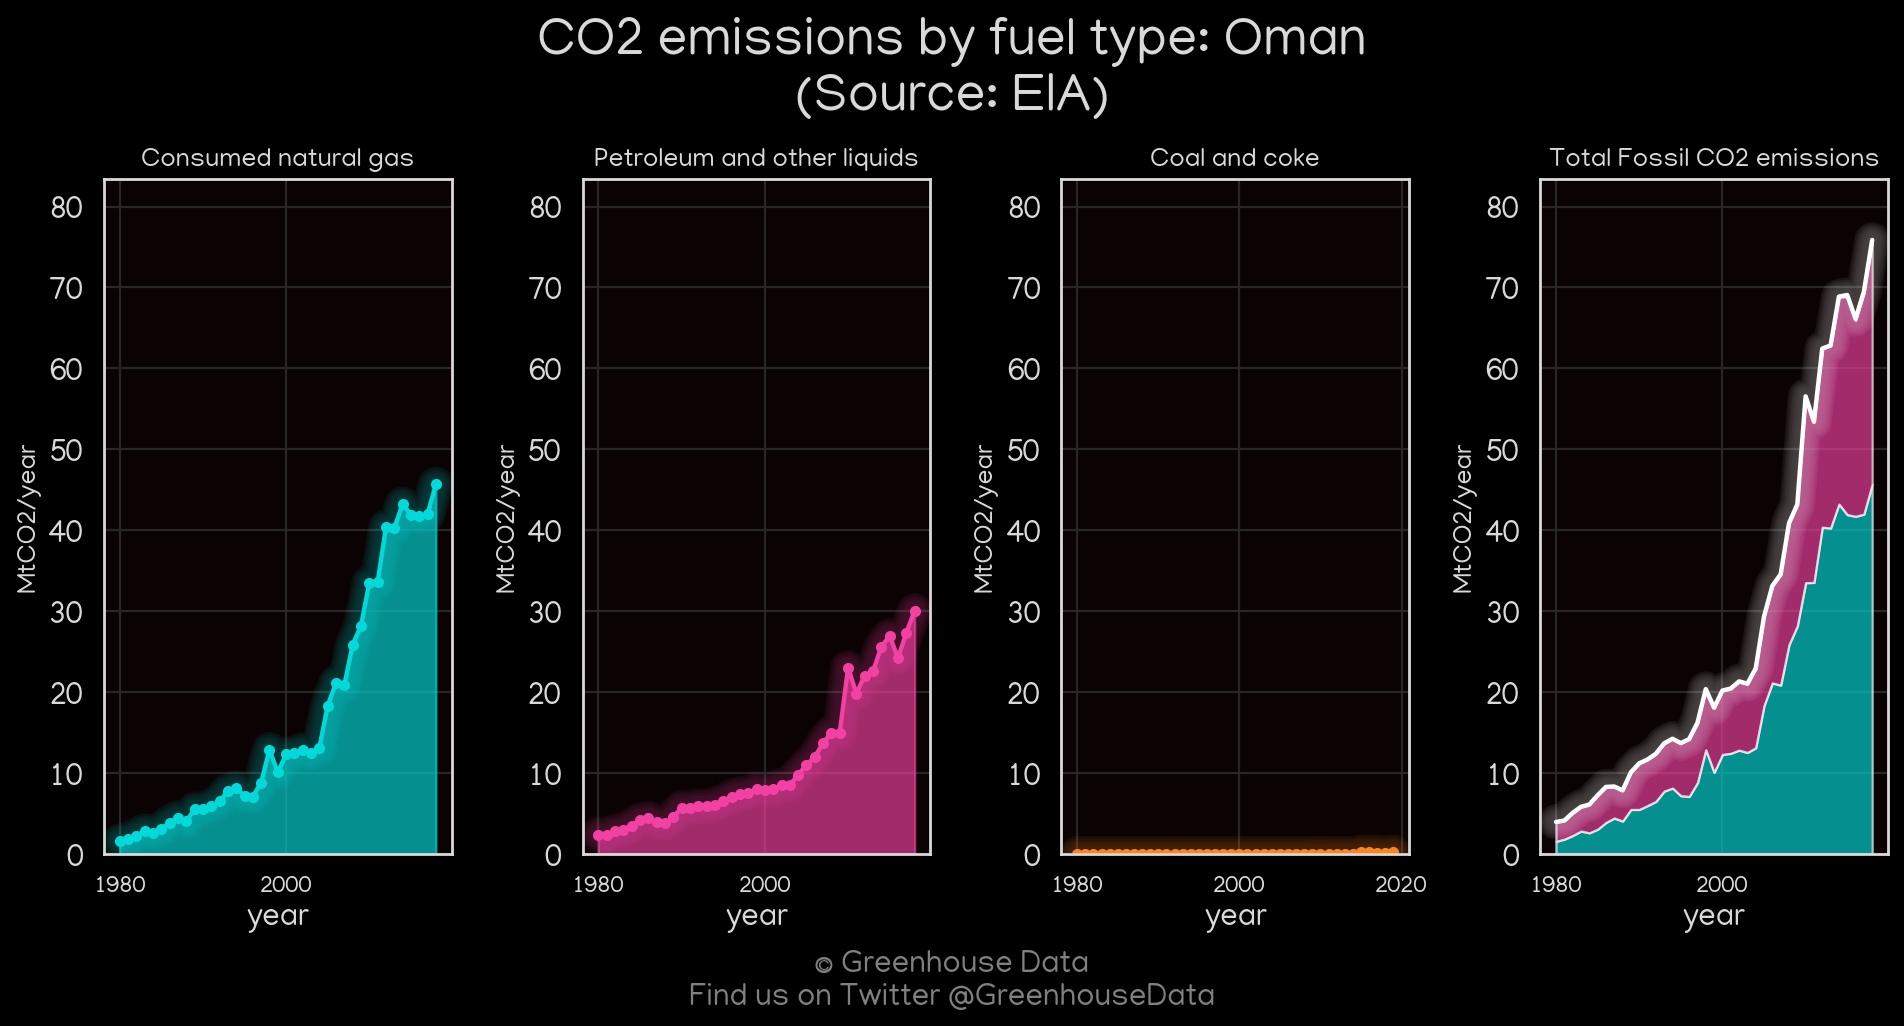 CO2 emissions by fuel type: Oman
(Source: EIA)
Consumed natural gas
Petroleum and other liquids
Coal and coke
Total Fossil CO2 emissions
MtCO2/year
80
70
60
50
40
30
20
10
0
1980
2000
year
MtCO2/year
80
70
60
50
40
30
20
10
0
1980
2000
year
MtCO2/year
80
70
60
50
40
30
20
10
0
1980
2000
2020
year
MtCO2/year
80
70
60
50
40
30
20
10
0
1980
2000
year
© Greenhouse Data
Find us on Twitter @GreenhouseData